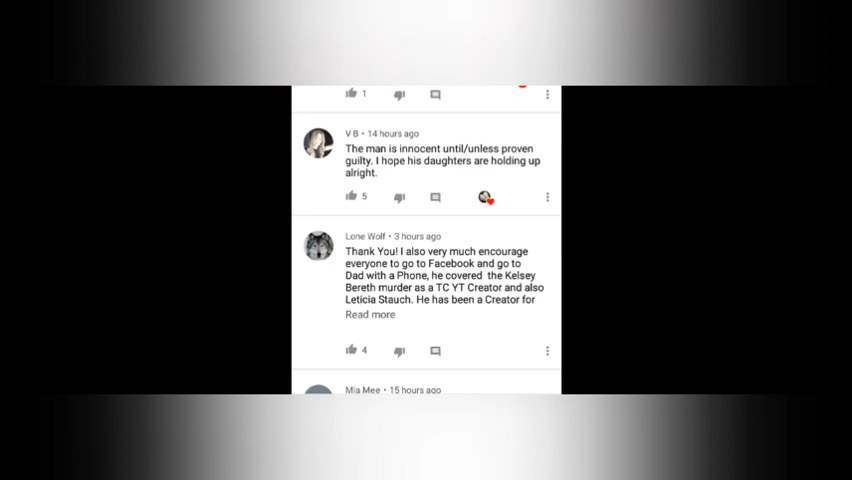 1
V B • 14 hours ago
The man is innocent until/unless proven
guilty. I hope his daughters are holding up
alright.
5
Lone Wolf • 3 hours ago
Thank You! I also very much encourage
everyone to go to Facebook and go to
Dad with a Phone, he covered the Kelsey
Bereth murder as a TC YT Creator and also
Leticia Stauch. He has been a Creator for
Read more
4
Mia Mee • 15 hours ago